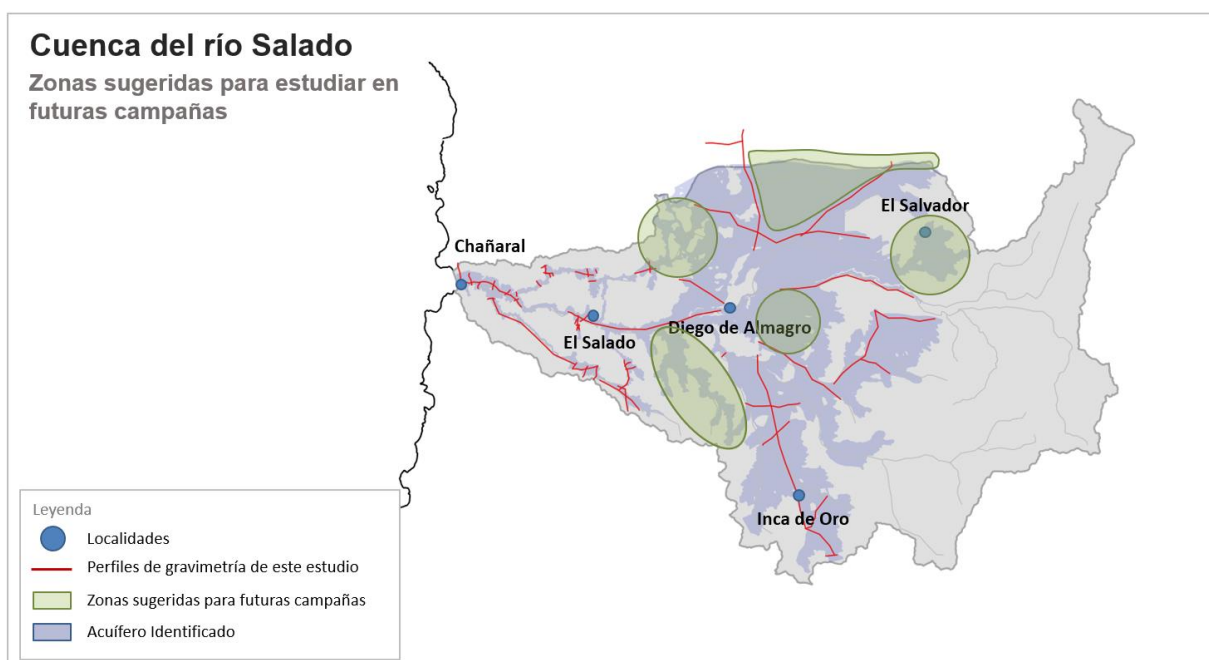 Cuenca del río Salado
Zonas sugeridas para estudiar en
futuras campañas
El Salvador
Chañaral
Diego de Almagro
El Salado
Inca de Oro
Leyenda
Localidades
Perfiles de gravimetría de este estudio
Zonas sugeridas para futuras campañas
Acuífero Identificado